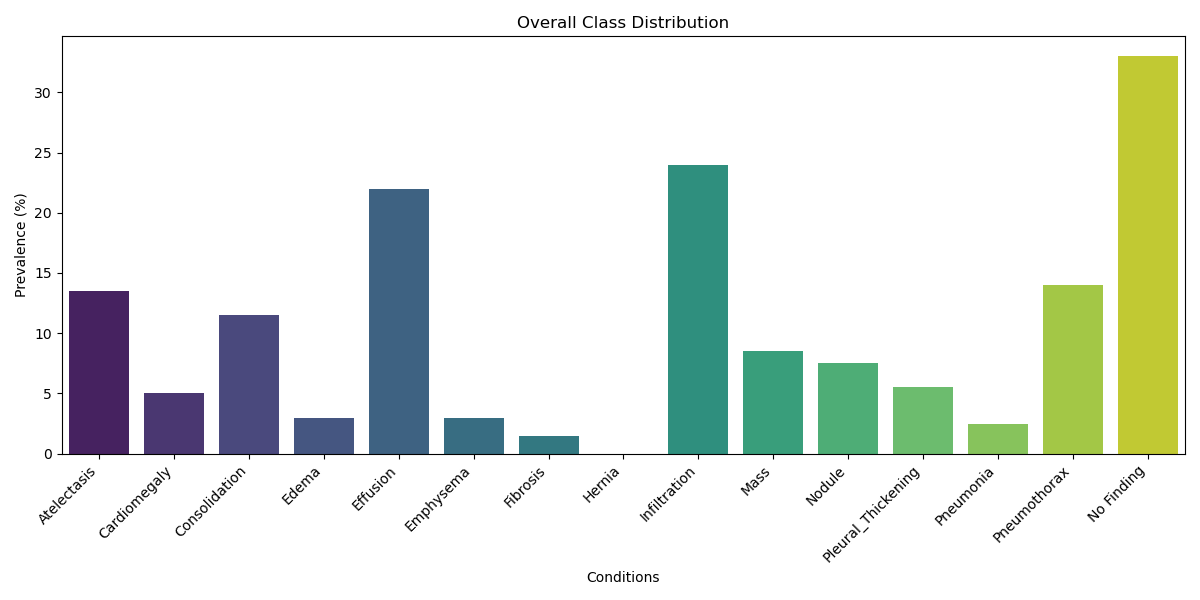 Overall Class Distribution
Prevalence (%)
30
25
20
15
10
5
0
Atelectasis
Cardiomegaly
Consolidation
Edema
Effusion
Emphysema
Fibrosis
Hernia
Infiltration
Mass
Nodule
Pleural_Thickening
Pneumonia
Pneumothorax
No Finding
Conditions